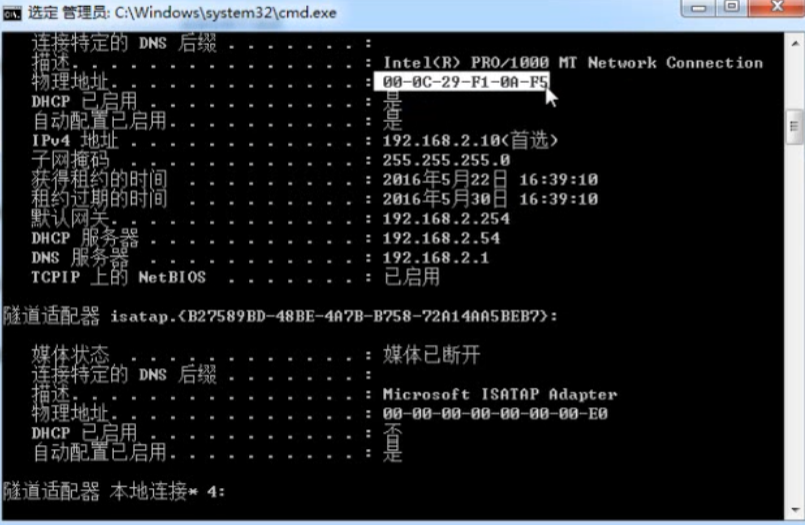 选定 管理员: C:\Windows\system32\cmd.exe
连接特定的 DNS 后缀 . . . . . . . :
描述. . . . . . . . . . . . . . . : Intel(R) PRO/1000 MT Network Connection
物理地址. . . . . . . . . . . . . : 00-0C-29-F1-0A-F5
DHCP 已启用 . . . . . . . . . . . : 是
自动配置已启用. . . . . . . . . . : 是
IPv4 地址 . . . . . . . . . . . . : 192.168.2.10(首选)
子网掩码  . . . . . . . . . . . . : 255.255.255.0
获得租约的时间  . . . . . . . . . : 2016年5月22日 16:39:10
租约过期的时间  . . . . . . . . . : 2016年5月30日 16:39:10
默认网关. . . . . . . . . . . . . : 192.168.2.254
DHCP 服务器 . . . . . . . . . . . : 192.168.2.54
DNS 服务器  . . . . . . . . . . . : 192.168.2.1
TCPIP 上的 NetBIOS  . . . . . . . : 已启用
隧道适配器 isatap.{B27589BD-48BE-4A7B-B758-72A14AA5BEB7}:
媒体状态  . . . . . . . . . . . . : 媒体已断开
连接特定的 DNS 后缀 . . . . . . . :
描述. . . . . . . . . . . . . . . : Microsoft ISATAP Adapter
物理地址. . . . . . . . . . . . . : 00-00-00-00-00-00-00-E0
DHCP 已启用 . . . . . . . . . . . : 否
自动配置已启用. . . . . . . . . . : 是
隧道适配器 本地连接* 4: